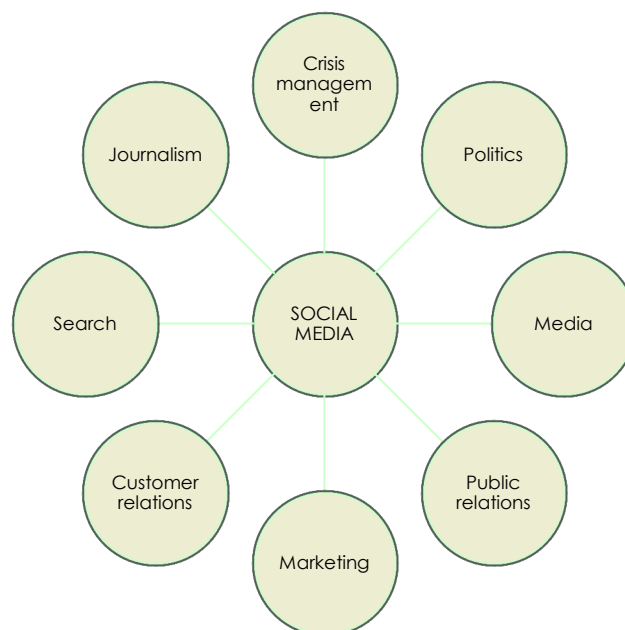 Crisis
managem
ent
Journalism
Politics
Search
SOCIAL
MEDIA
Media
Customer
relations
Public
relations
Marketing